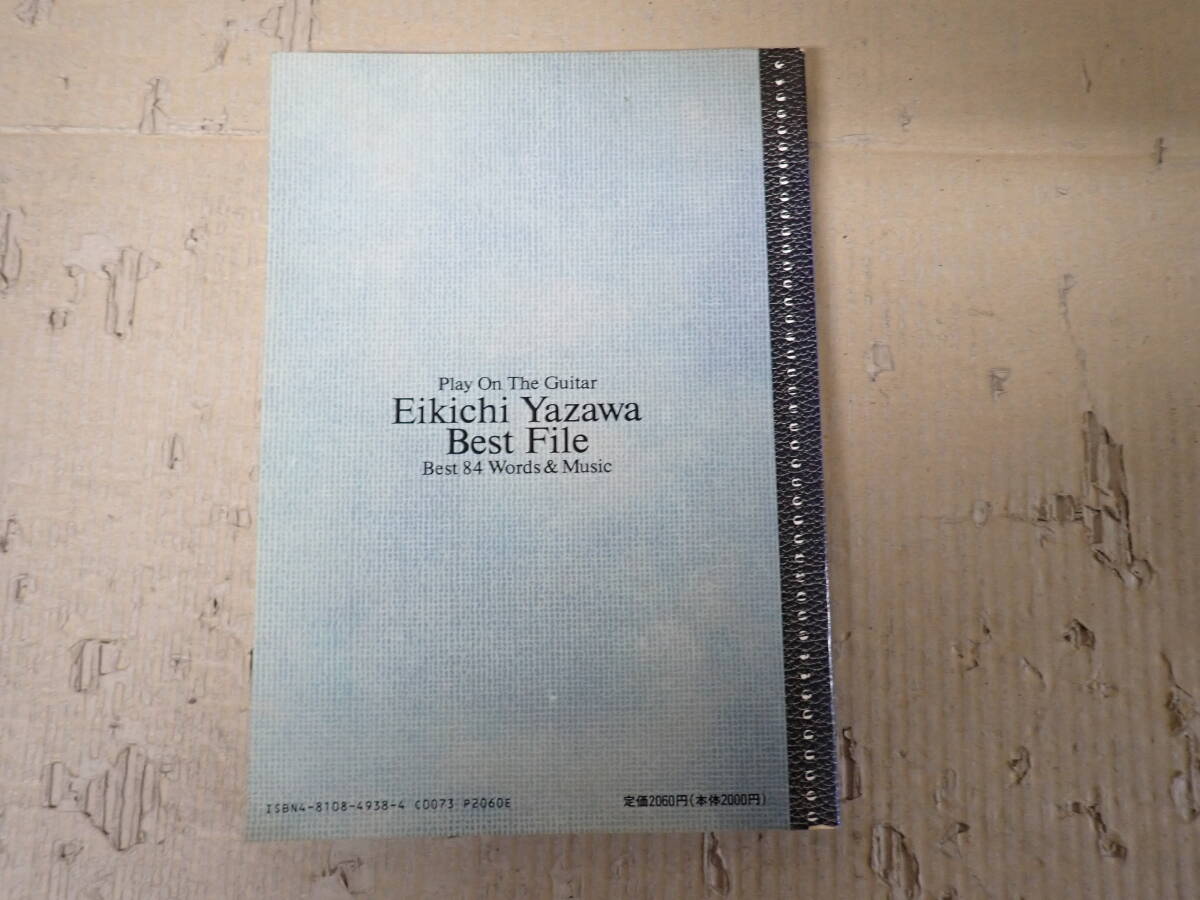 Play On The Guitar
Eikichi Yazawa
Best File
Best 84 Words & Music
ISBN4-8108-4938-4 C0073 P2060E
定価2060円(本体2000円)